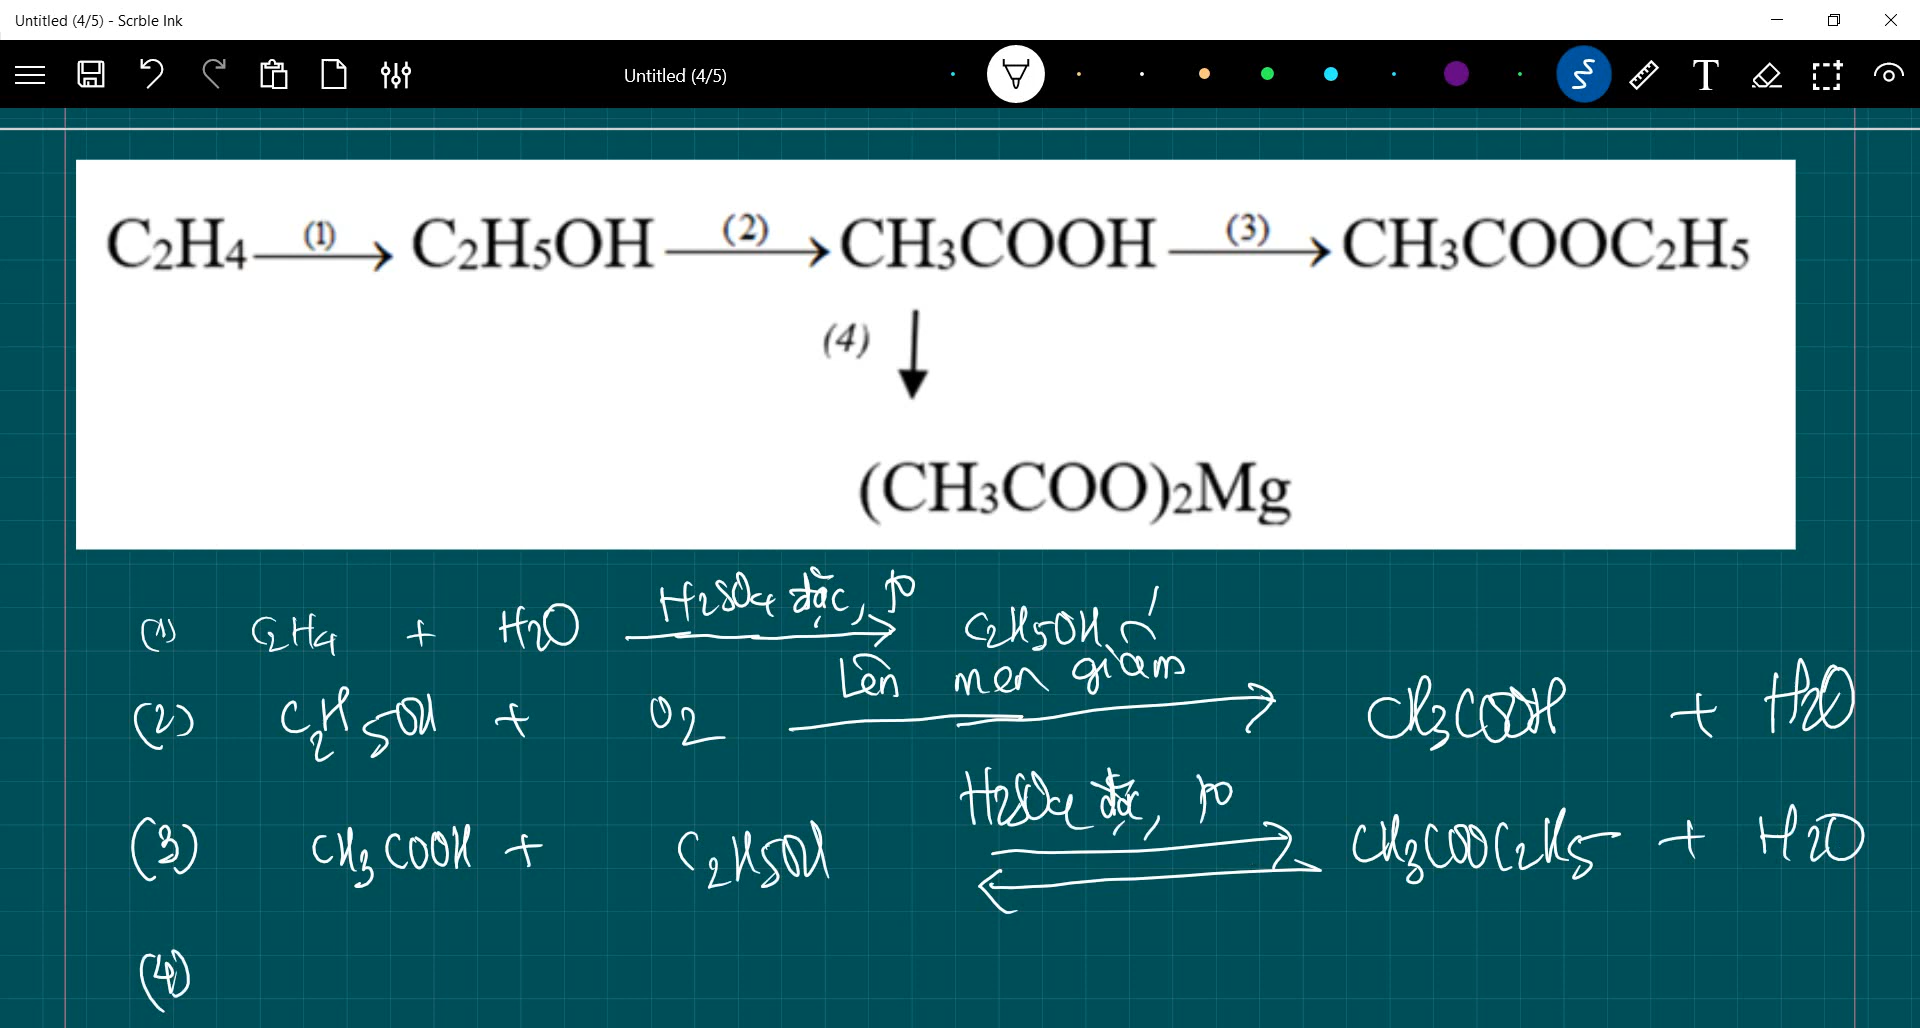 Untitled (4/5) - Scrble Ink
Untitled (4/5)
T
C2H4 (1) C2H5OH (2) CH3COOH (3) CH3COOC2H5
(4)
(CH3COO)2Mg
H2SO4 đặc, to
(1) C2H4 + H2O → C2H5OH
Lên men giấm
(2) C2H5OH + O2 → CH3COOH + H2O
H2SO4 đặc, to
(3) CH3COOH + C2H5OH ⇌ CH3COOC2H5 + H2O
(4)